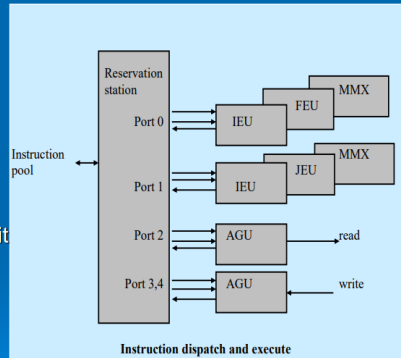 Reservation
station
MMX
FEU
Port 0
IEU
Instruction
pool
MMX
JEU
Port 1
IEU
it
Port 2
AGU
read
Port 3,4
AGU
write
Instruction dispatch and execute